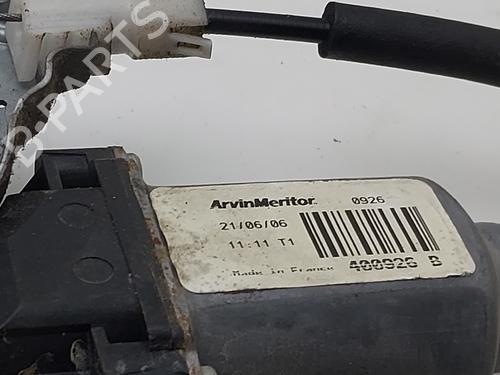 B-PARTS
ArvinMeritor. 0926
21/06/06
11:11 T1
Made in France 400926 B